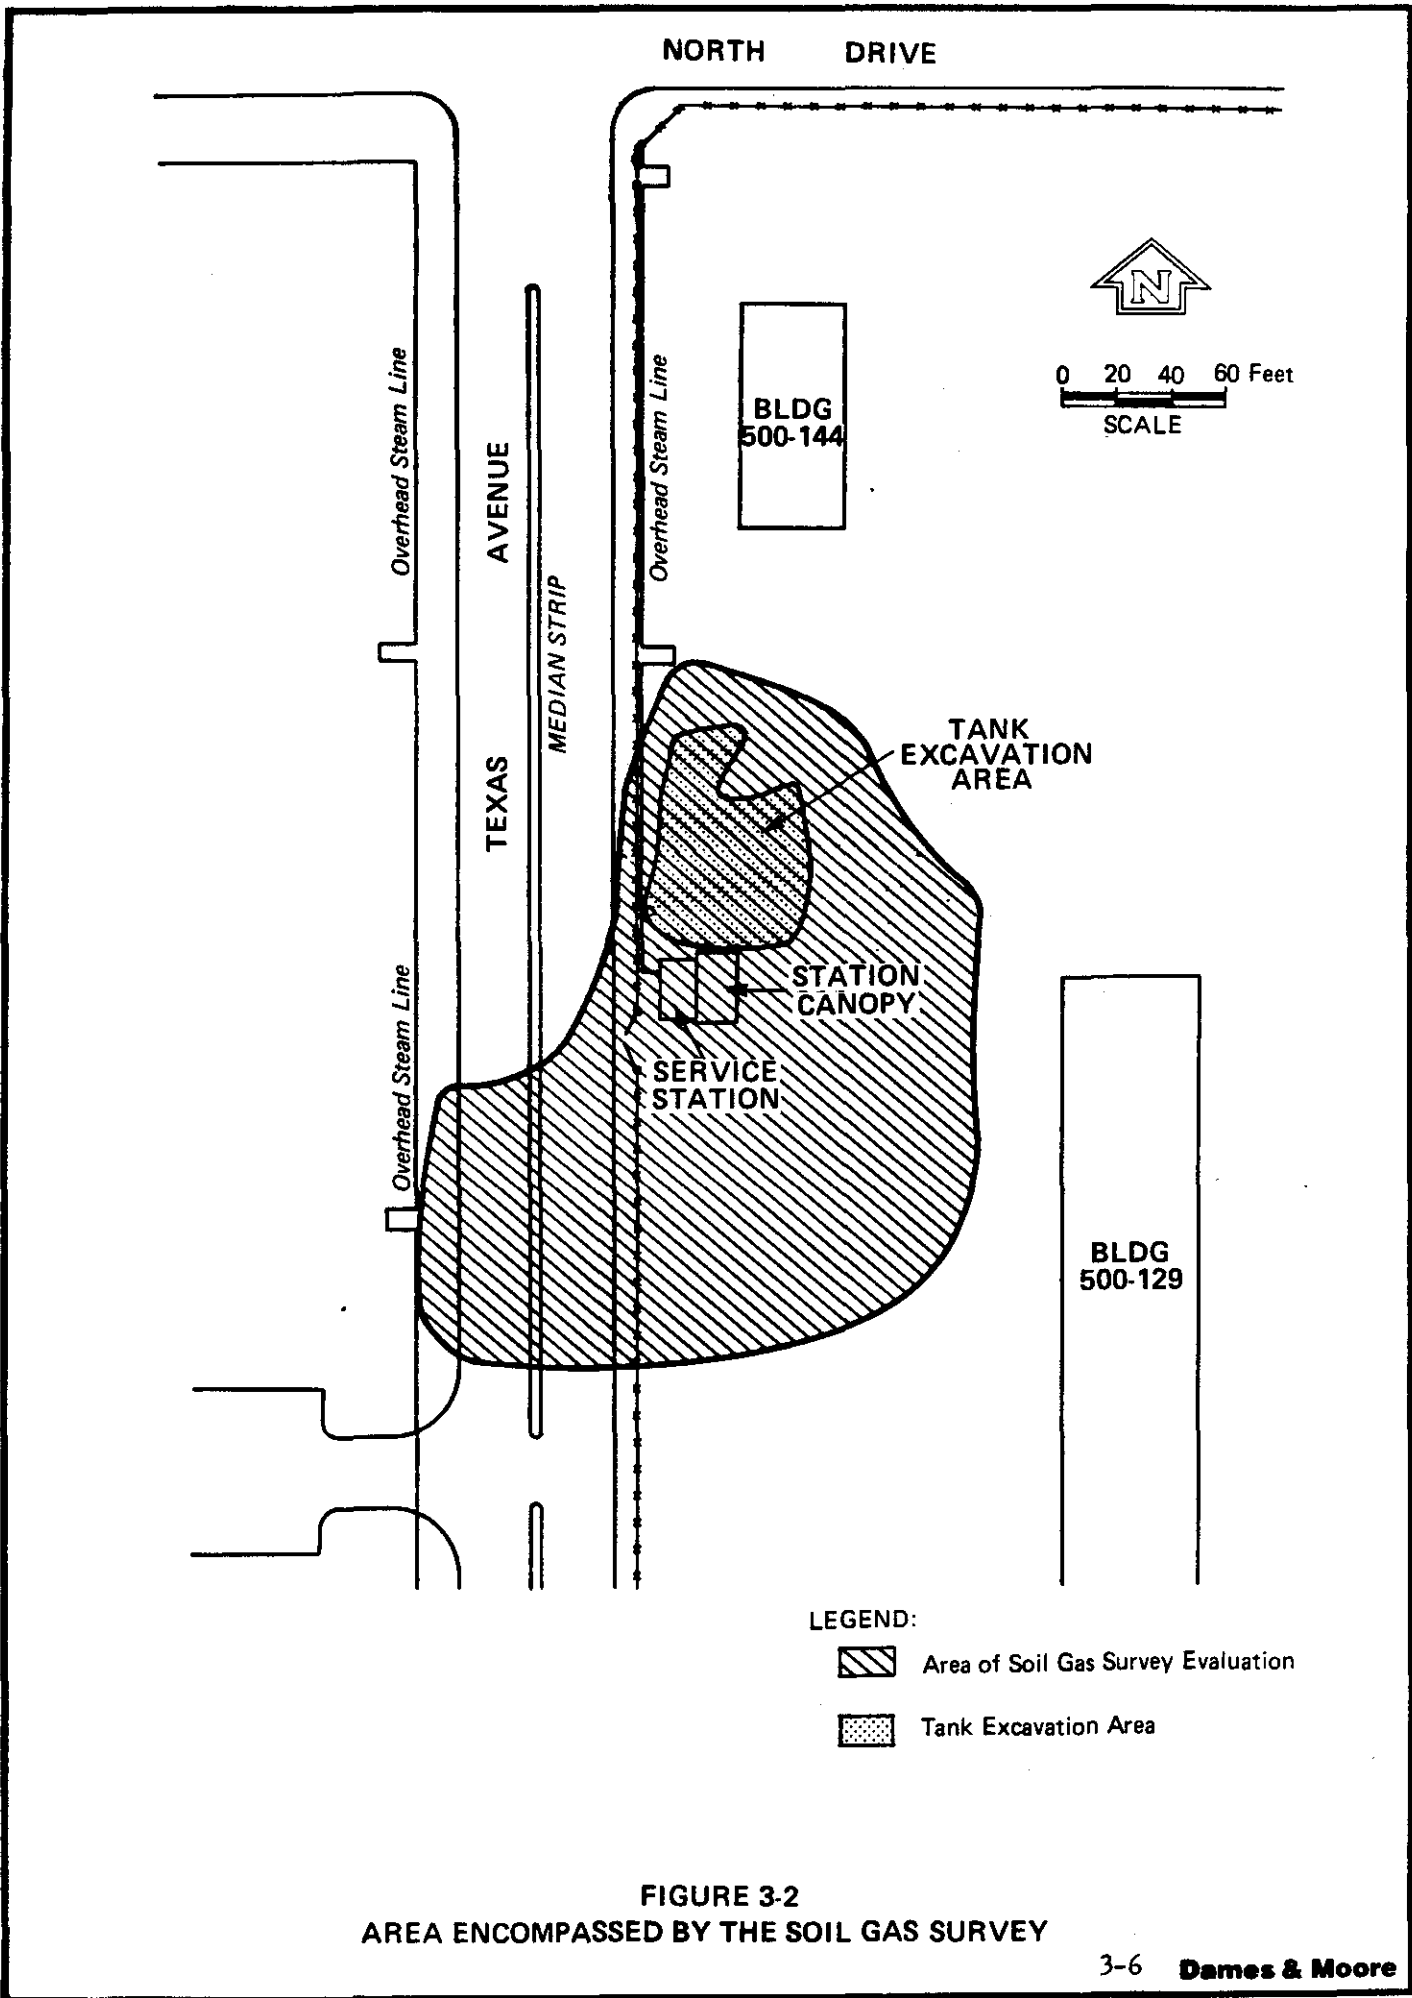 NORTH DRIVE
N
0 20 40 60 Feet
SCALE
Overhead Steam Line
Overhead Steam Line
BLDG
500-144
TEXAS AVENUE
MEDIAN STRIP
TANK
EXCAVATION
AREA
STATION
CANOPY
SERVICE
STATION
Overhead Steam Line
BLDG
500-129
LEGEND:
Area of Soil Gas Survey Evaluation
Tank Excavation Area
FIGURE 3-2
AREA ENCOMPASSED BY THE SOIL GAS SURVEY
3-6 Dames & Moore